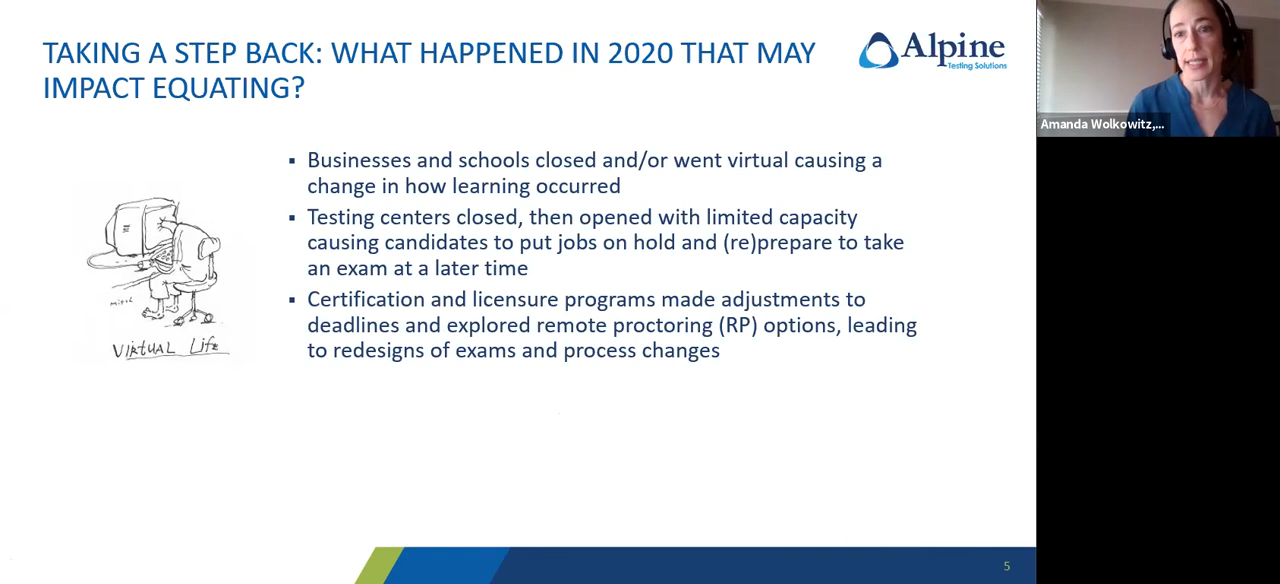 TAKING A STEP BACK: WHAT HAPPENED IN 2020 THAT MAY
IMPACT EQUATING?
Alpine
Testing Solutions
Amanda Wolkowitz,...
▪ Businesses and schools closed and/or went virtual causing a
change in how learning occurred
▪ Testing centers closed, then opened with limited capacity
causing candidates to put jobs on hold and (re)prepare to take
an exam at a later time
▪ Certification and licensure programs made adjustments to
deadlines and explored remote proctoring (RP) options, leading
to redesigns of exams and process changes
VIRTUAL Life
5